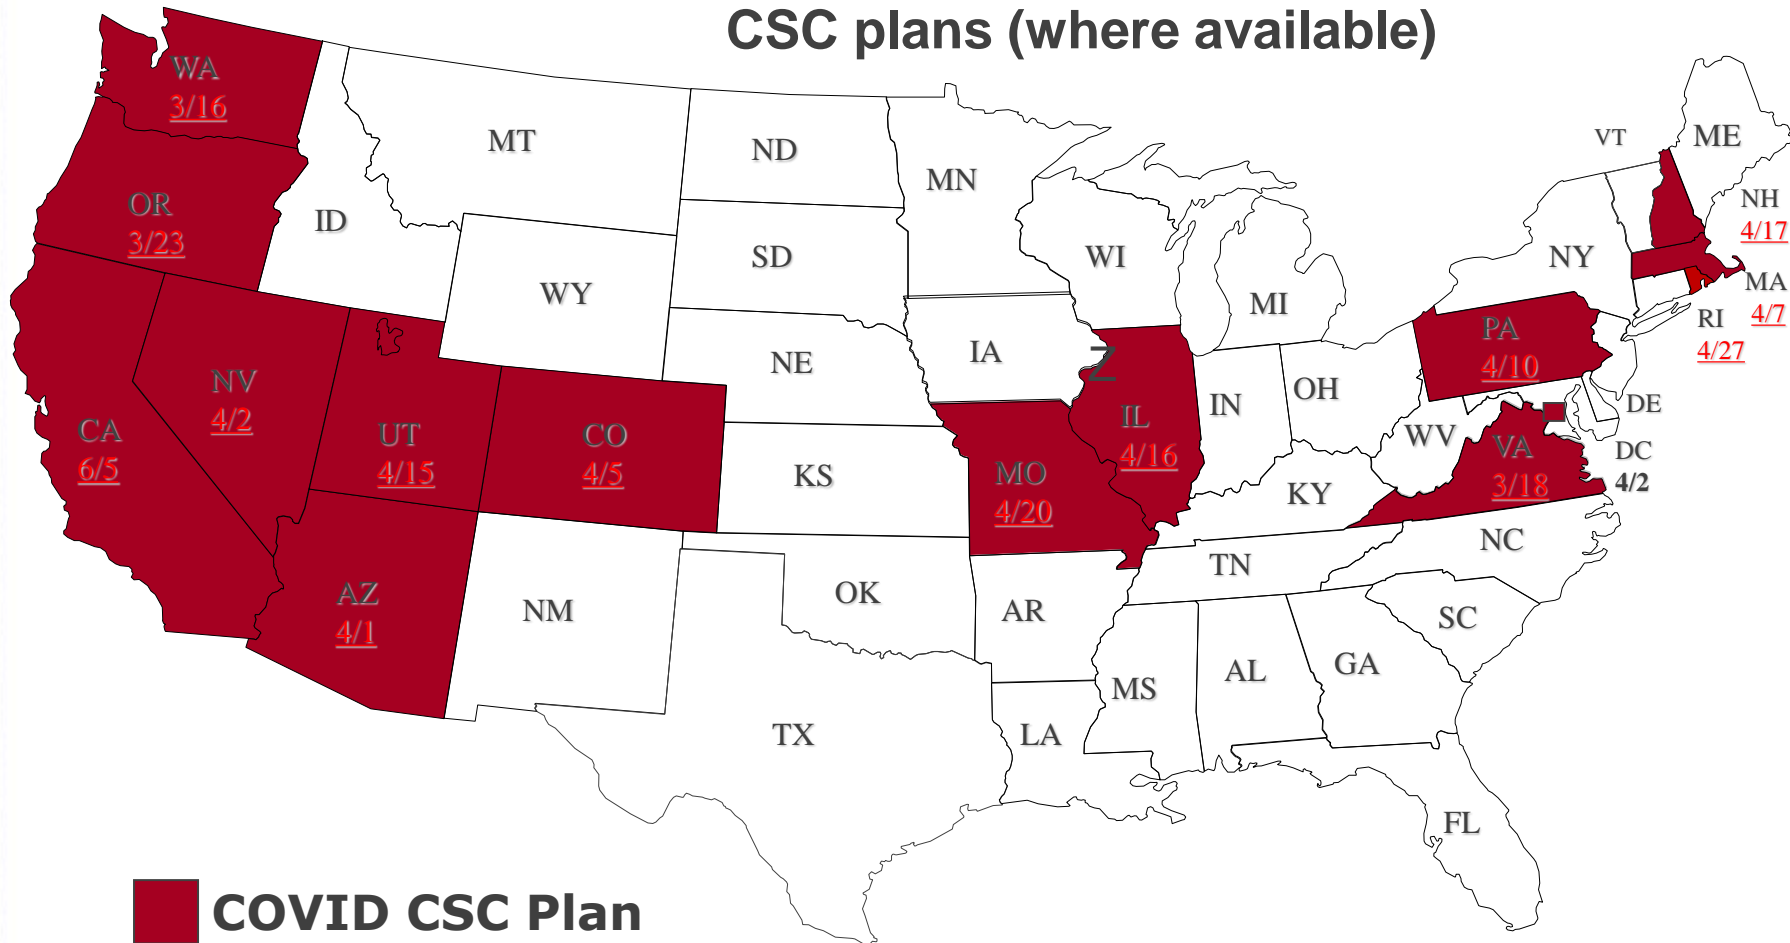 CSC plans (where available)
WA
3/16
MT
ND
MN
VT
ME
OR
3/23
ID
SD
WI
NY
NH
4/17
WY
MI
MA
4/7
RI
4/27
PA
4/10
NE
IA
Z
NV
4/2
IN
OH
DE
CA
6/5
UT
4/15
CO
4/5
IL
4/16
WV
VA
3/18
DC
4/2
KS
MO
4/20
KY
NC
TN
AZ
4/1
NM
OK
AR
SC
MS
AL
GA
TX
LA
FL
COVID CSC Plan